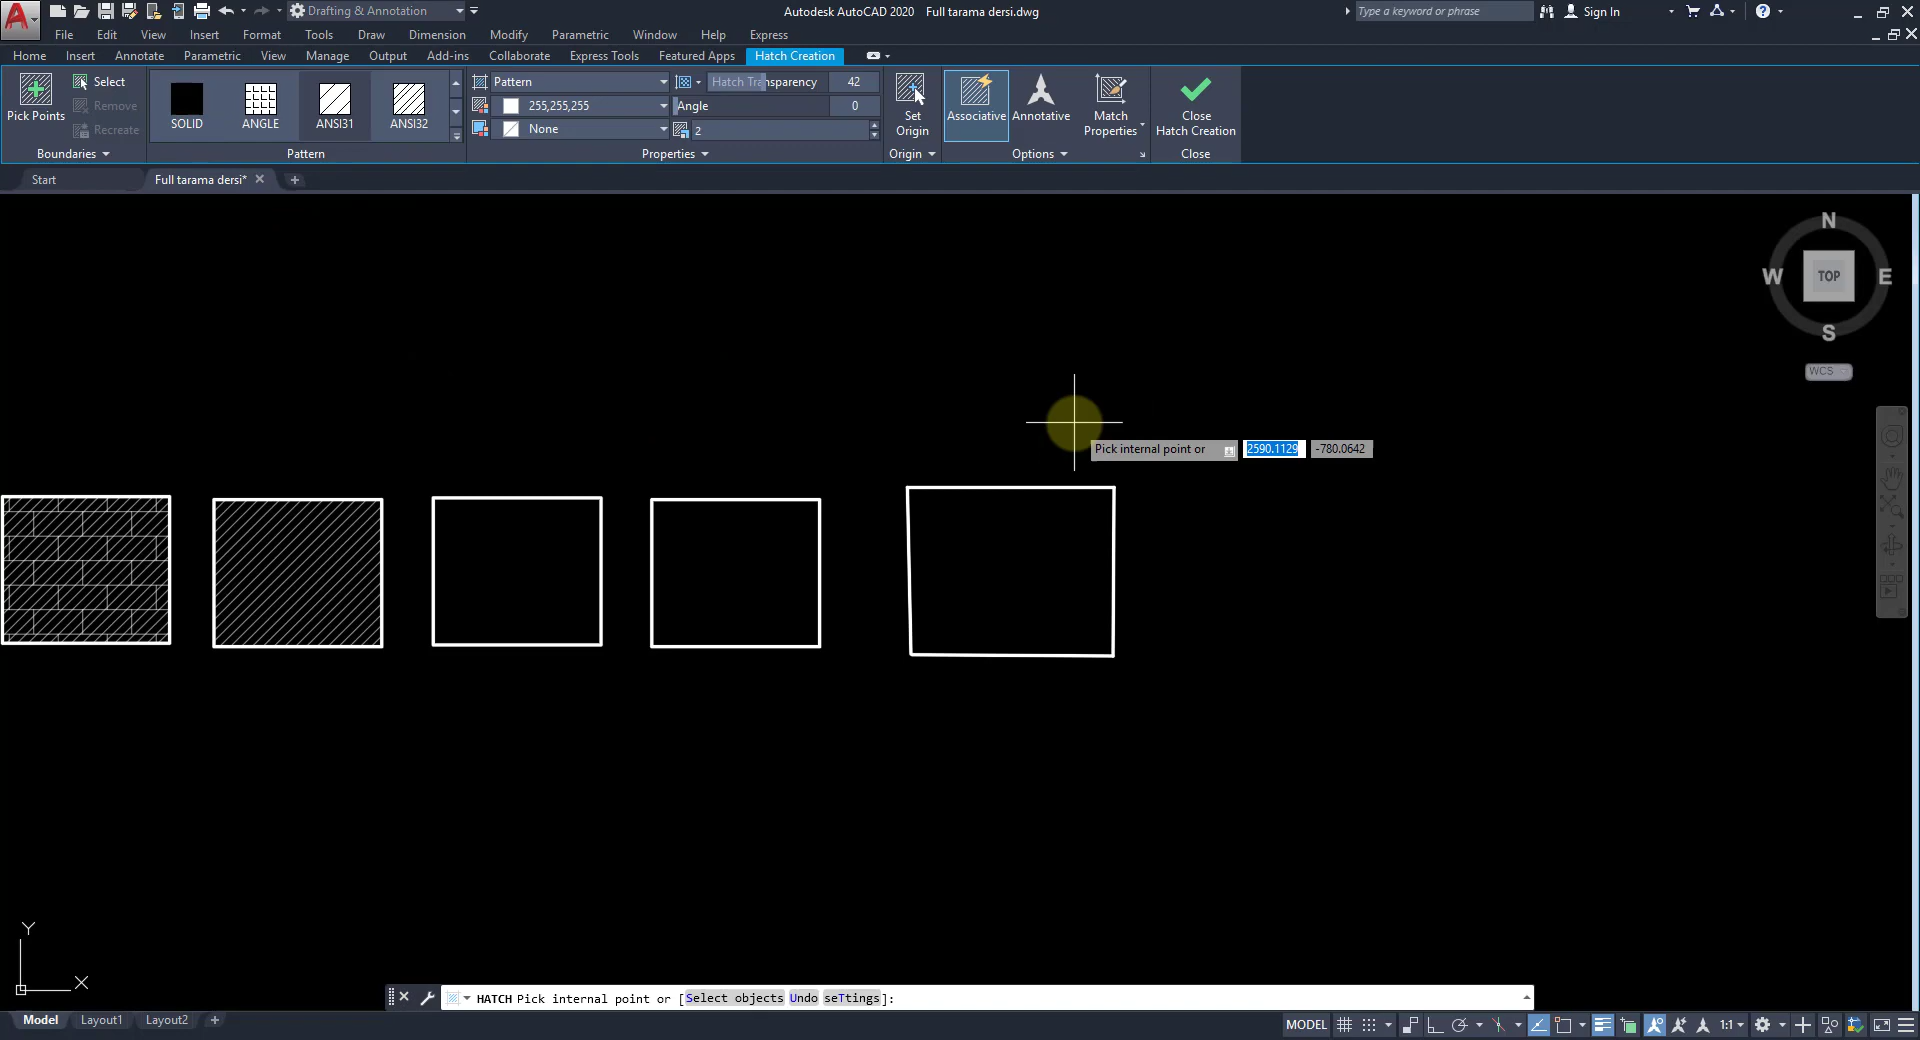 Drafting & Annotation
Autodesk AutoCAD 2020 Full tarama dersi.dwg
Type a keyword or phrase
Sign In
File Edit View Insert Format Tools Draw Dimension Modify Parametric Window Help Express
Home Insert Annotate Parametric View Manage Output Add-ins Collaborate Express Tools Featured Apps Hatch Creation
Pick Points
Select
Remove
Recreate
Boundaries
SOLID
ANGLE
ANSI31
ANSI32
Pattern
Pattern
Hatch Transparency 42
255,255,255
Angle 0
None
2
Properties
Set
Origin
Origin
Associative
Annotative
Match
Properties
Options
Close
Hatch Creation
Close
Start
Full tarama dersi*
N
W
TOP
E
S
WCS
Pick internal point or 2590.1129 -780.0642
Y
X
HATCH Pick internal point or [Select objects Undo seTtings]:
Model Layout1 Layout2
MODEL
1:1